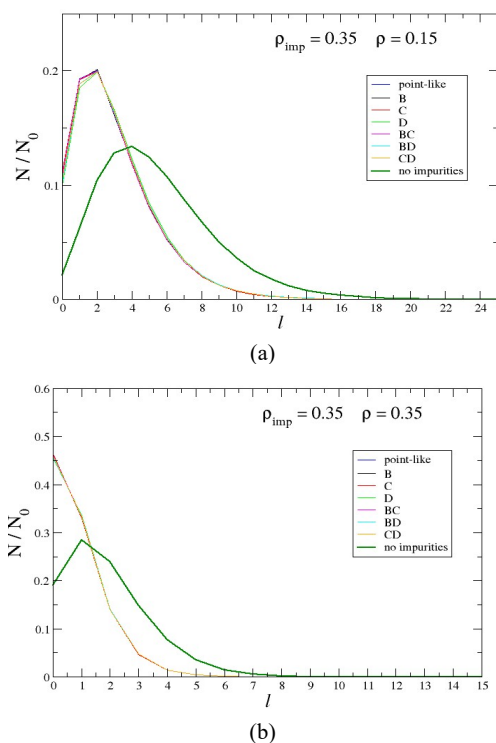 ρimp = 0.35 ρ = 0.15
0.2
0.1
0
N / N0
point-like
B
C
D
BC
BD
CD
no impurities
0 2 4 6 8 10 12 14 16 18 20 22 24
l
(a)
0.6
0.5
0.4
0.3
0.2
0.1
0
N / N0
ρimp = 0.35 ρ = 0.35
point-like
B
C
D
BC
BD
CD
no impurities
0 1 2 3 4 5 6 7 8 9 10 11 12 13 14 15
l
(b)